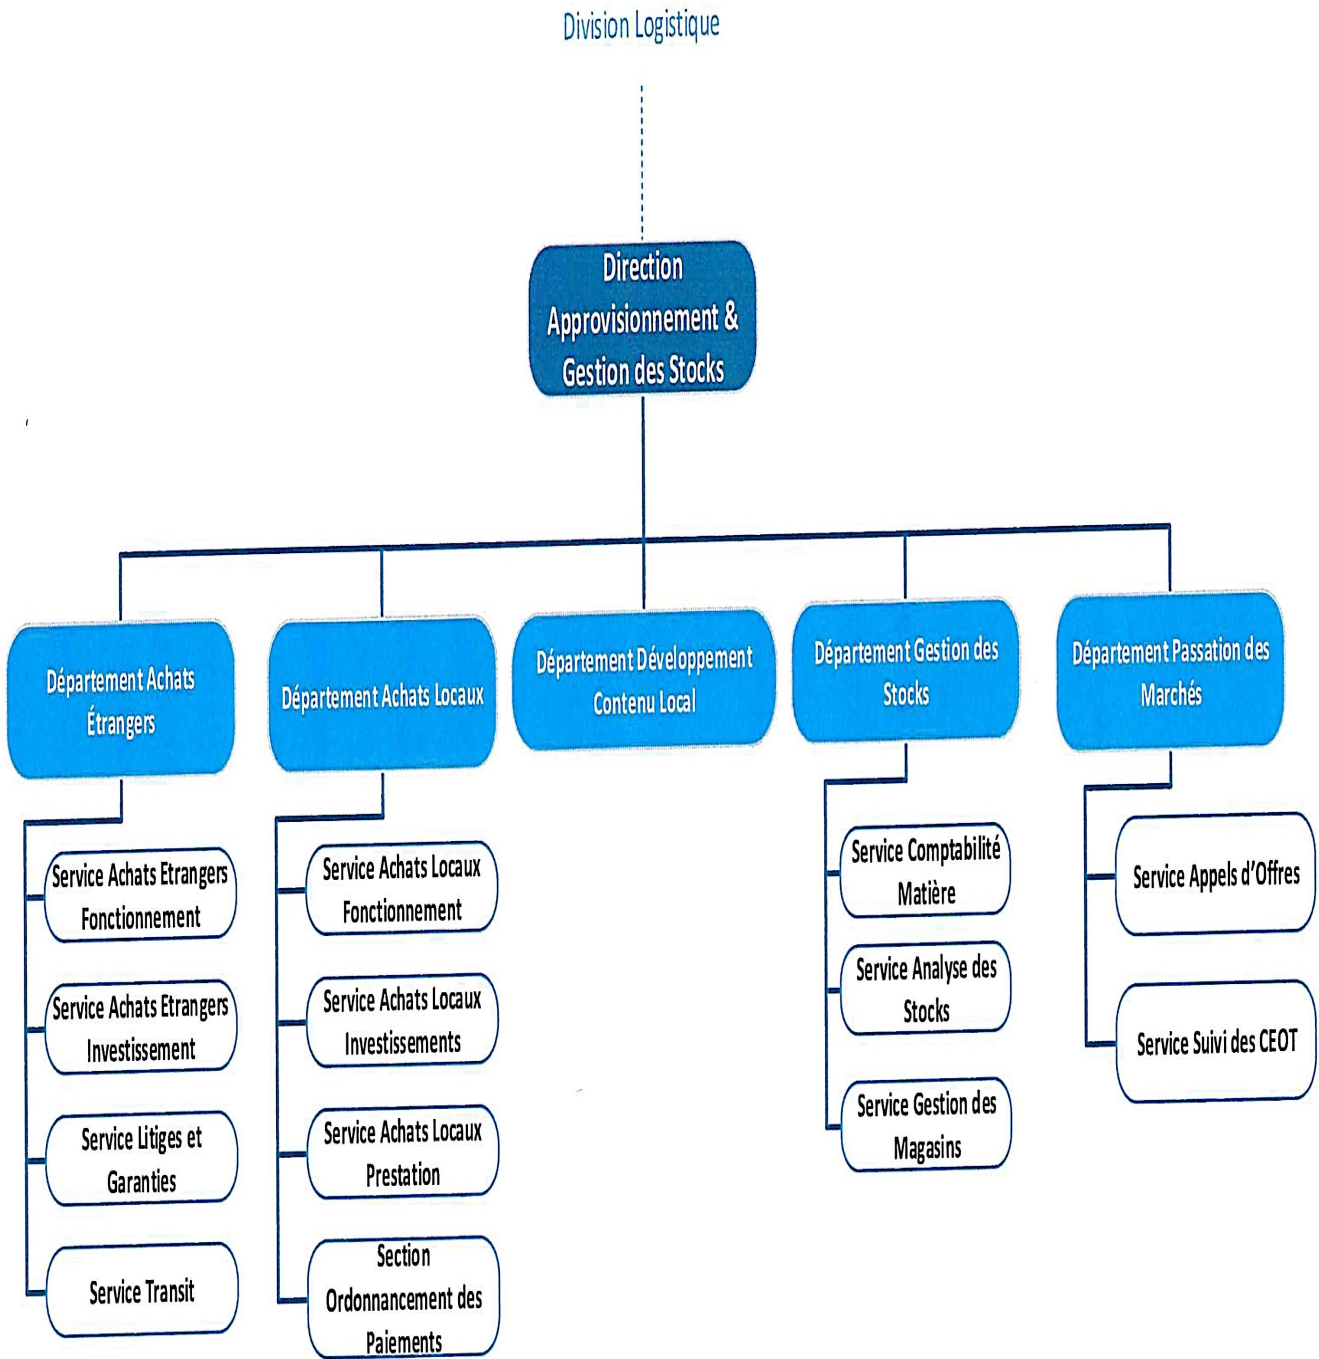 Division Logistique
Direction
Approvisionnement &
Gestion des Stocks
Département Achats
Étrangers
Département Achats Locaux
Département Développement
Contenu Local
Département Gestion des
Stocks
Département Passation des
Marchés
Service Achats Etrangers
Fonctionnement
Service Achats Etrangers
Investissement
Service Litiges et
Garanties
Service Transit
Service Achats Locaux
Fonctionnement
Service Achats Locaux
Investissements
Service Achats Locaux
Prestation
Section
Ordonnancement des
Paiements
Service Comptabilité
Matière
Service Analyse des
Stocks
Service Gestion des
Magasins
Service Appels d’Offres
Service Suivi des CEOT